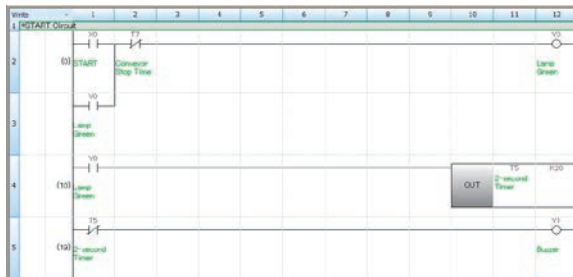 Write 1 2 3 4 5 6 7 8 9 10 11 12
1 *START Circuit
X0 T7 Y0
2 (0) START Conveyor Stop Time Lamp Green
Y0
3 Lamp Green
Y0 T5 K20
4 (10) Lamp Green OUT 2-second Timer
T5 Y1
5 (19) 2-second Timer Buzzer